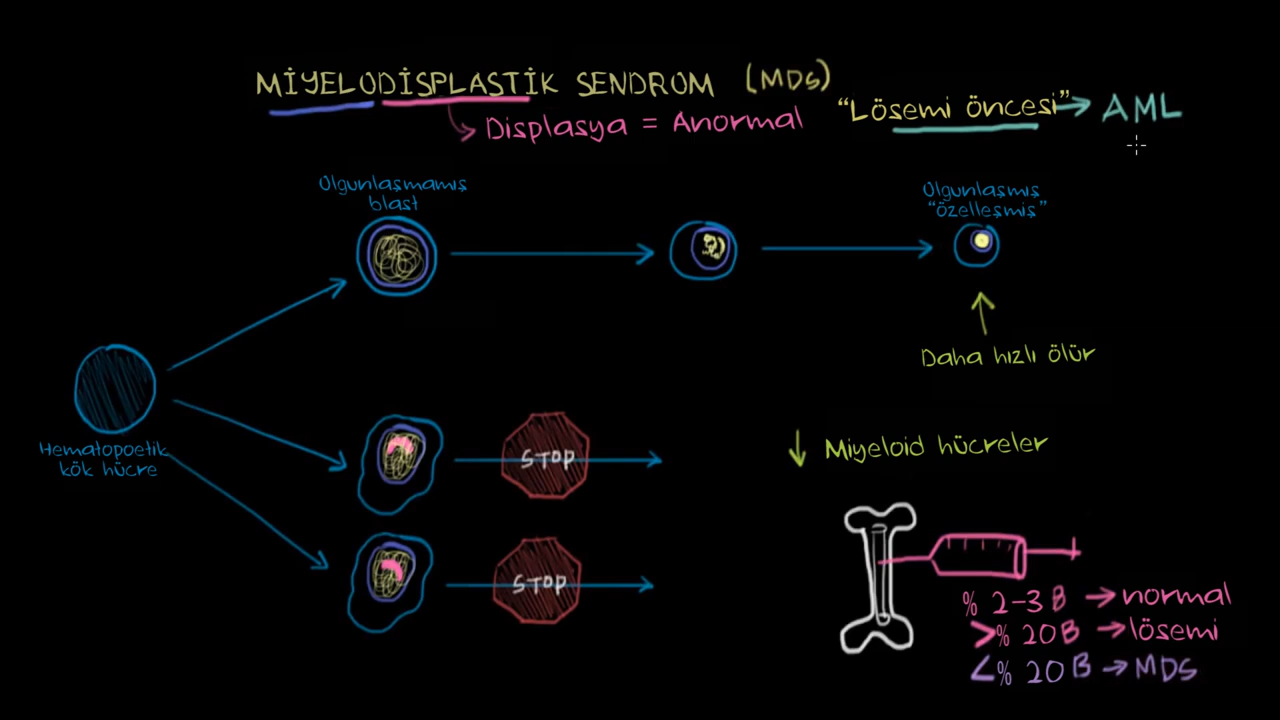 MİYELODİSPLASTİK SENDROM (MDS)
"Lösemi öncesi" → AML
Displasya = Anormal
Olgunlaşmamış
blast
Olgunlaşmış
"özelleşmiş"
Daha hızlı ölür
Hematopoetik
kök hücre
STOP
STOP
↓ Miyeloid hücreler
% 2-3 B → normal
>% 20 B → lösemi
<% 20 B → MDS